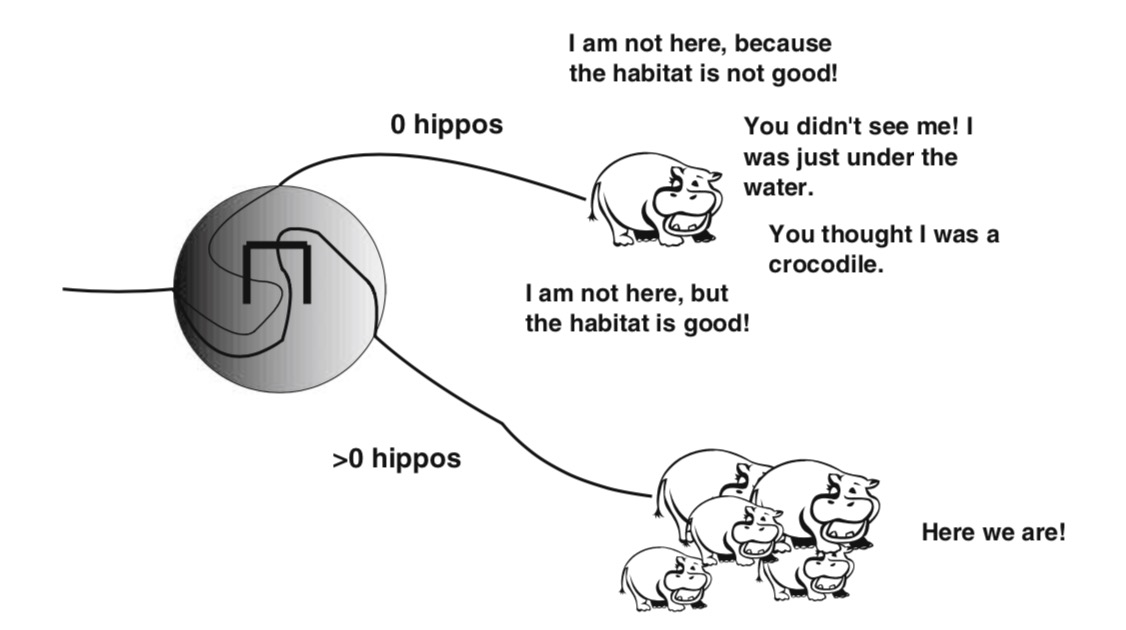 I am not here, because
the habitat is not good!
0 hippos
You didn't see me! I
was just under the
water.
You thought I was a
crocodile.
I am not here, but
the habitat is good!
Π
>0 hippos
Here we are!